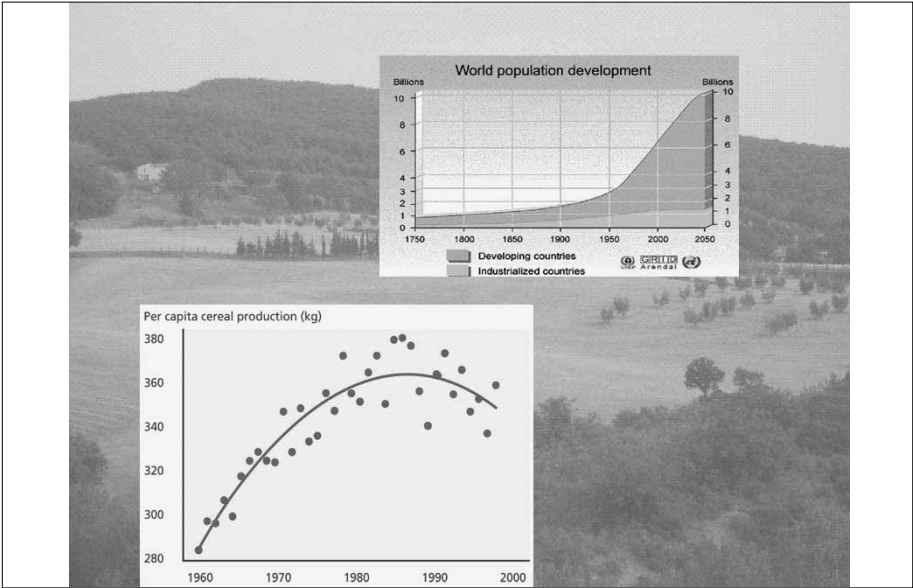 World population development
Billions Billions
10 10
8 8
6 6
4 4
3 3
2 2
1 1
0 0
1750 1800 1850 1900 1950 2000 2050
Developing countries
Industrialized countries
UNEP GRID Arendal
Per capita cereal production (kg)
380
360
340
320
300
280
1960 1970 1980 1990 2000